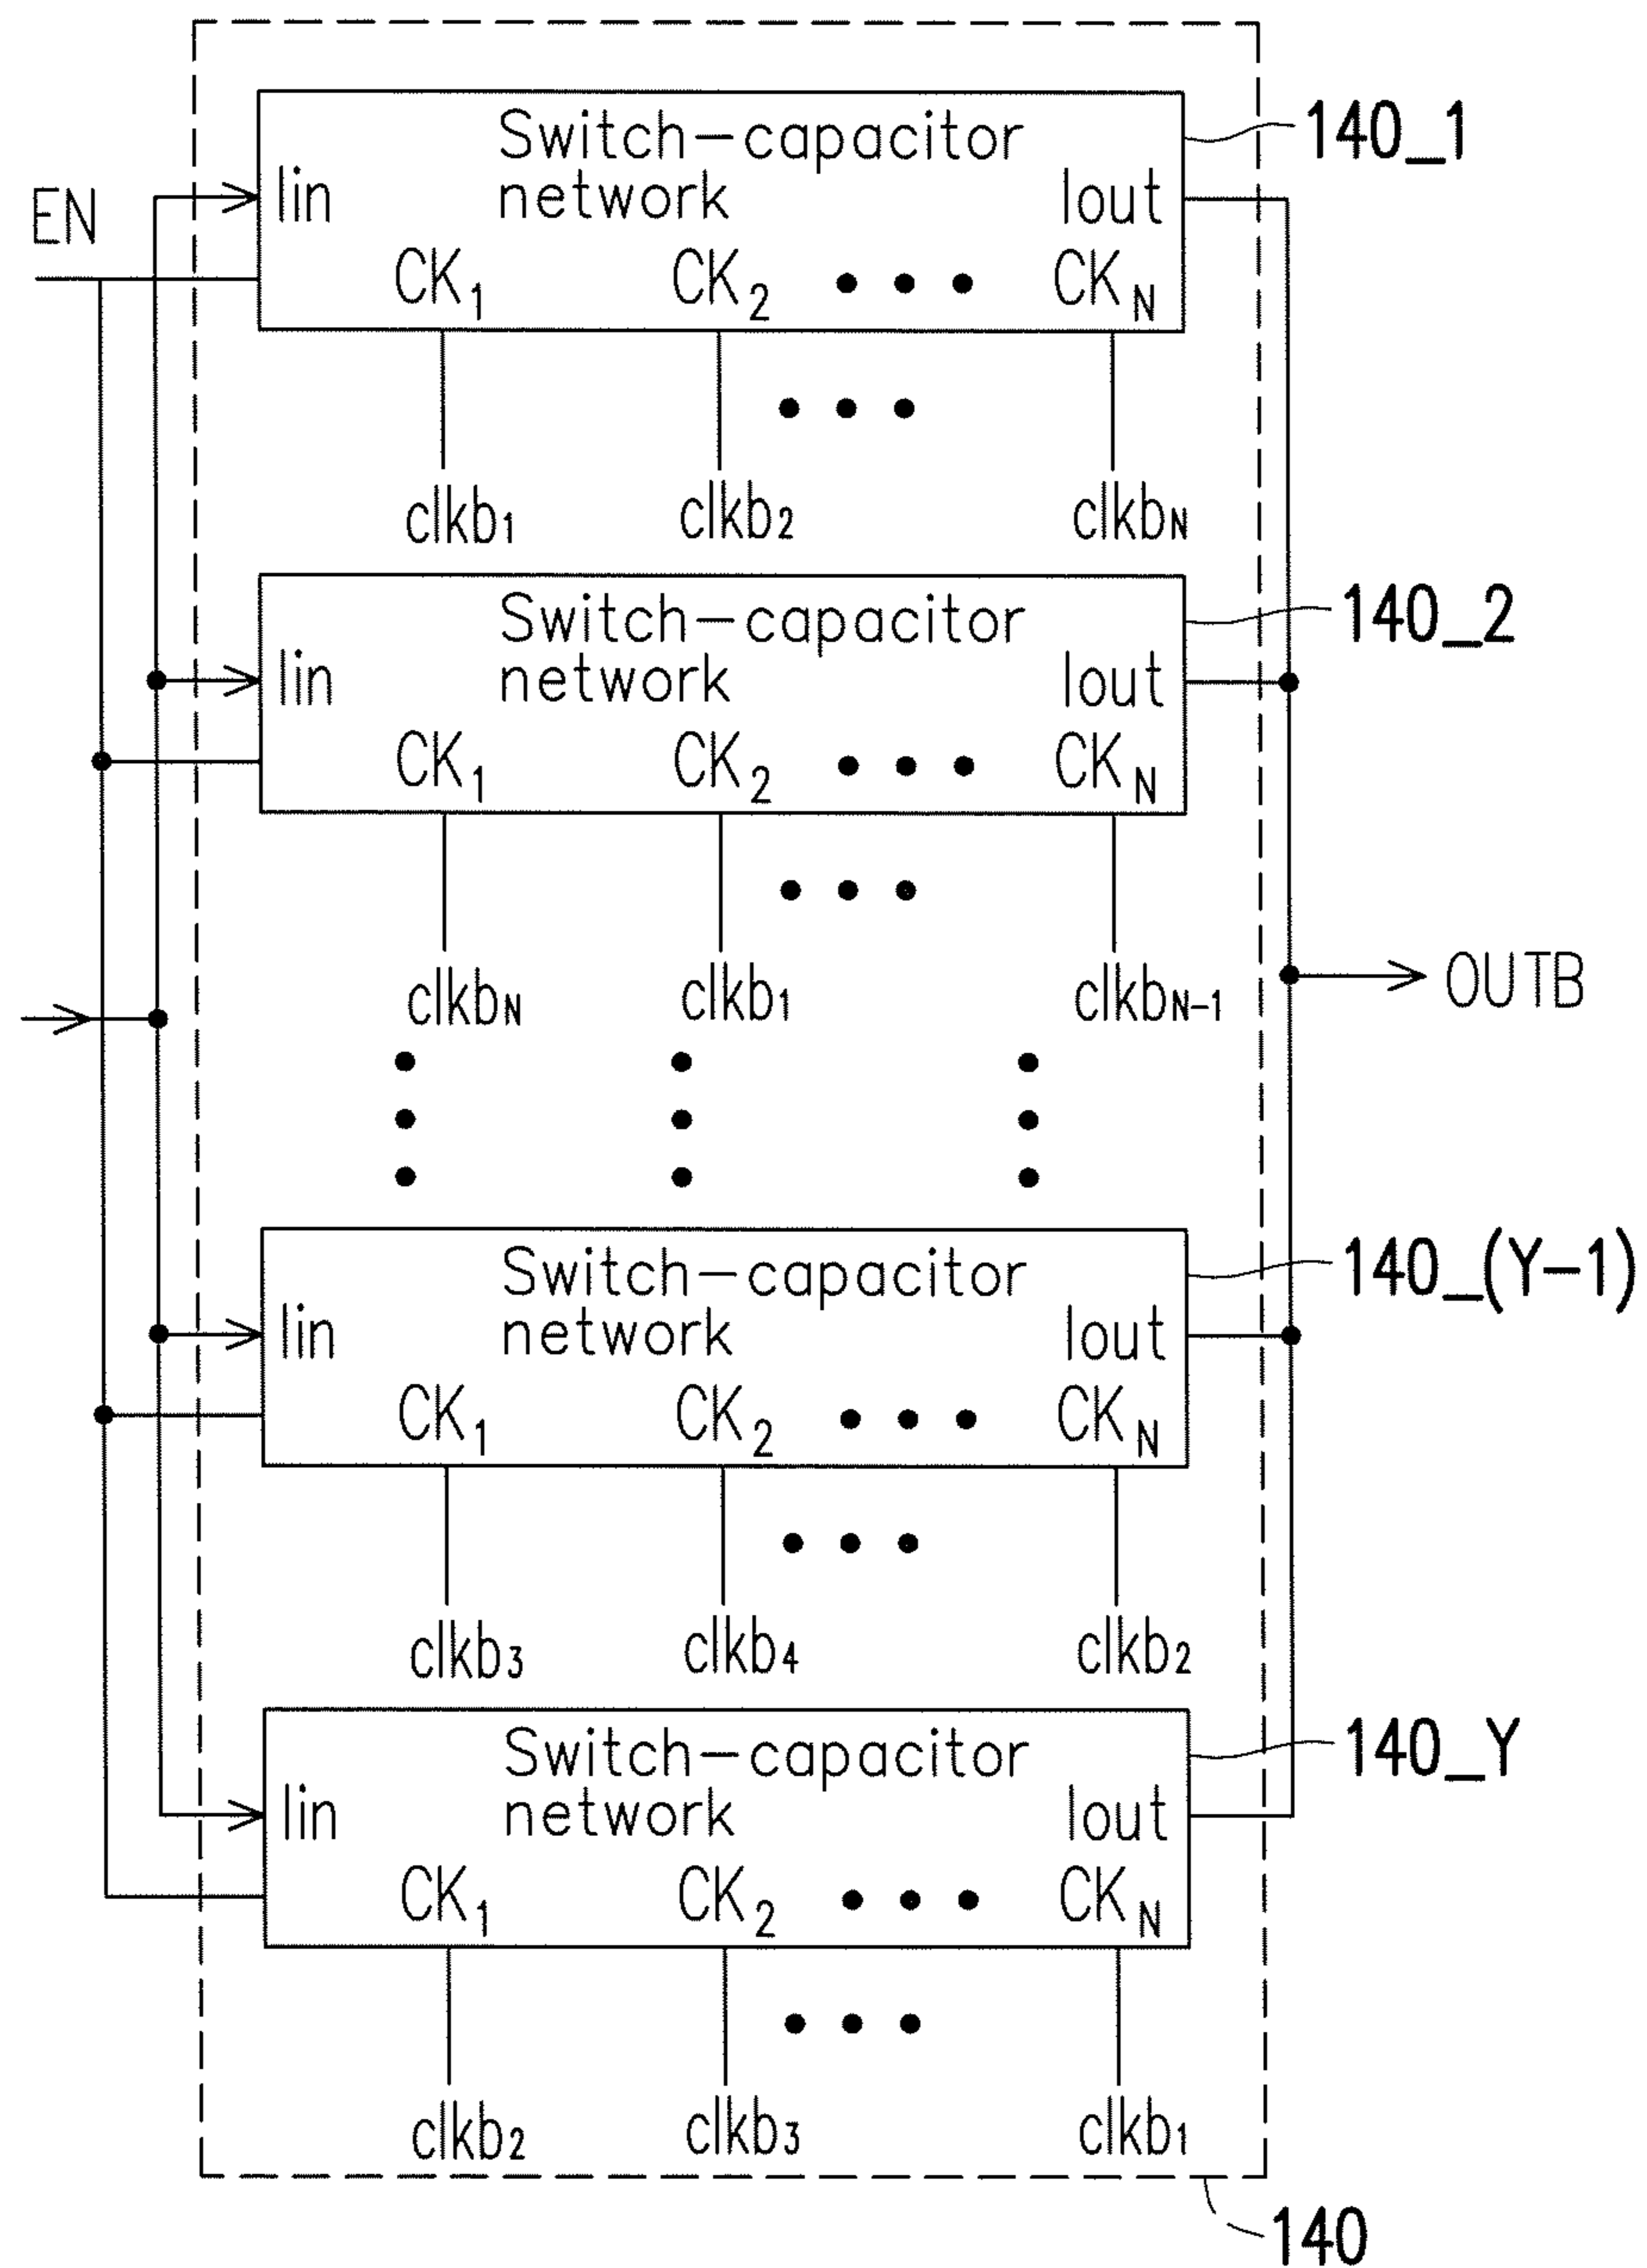 Switch-capacitor
network
140_1
EN
Iin
Iout
CK1 CK2 ••• CKN
•••
clkb1 clkb2 clkbN
Switch-capacitor
network
140_2
Iin
Iout
CK1 CK2 ••• CKN
•••
clkbN clkb1 clkbN-1
OUTB
Switch-capacitor
network
140_(Y-1)
Iin
Iout
CK1 CK2 ••• CKN
•••
clkb3 clkb4 clkb2
Switch-capacitor
network
140_Y
Iin
Iout
CK1 CK2 ••• CKN
•••
clkb2 clkb3 clkb1
140